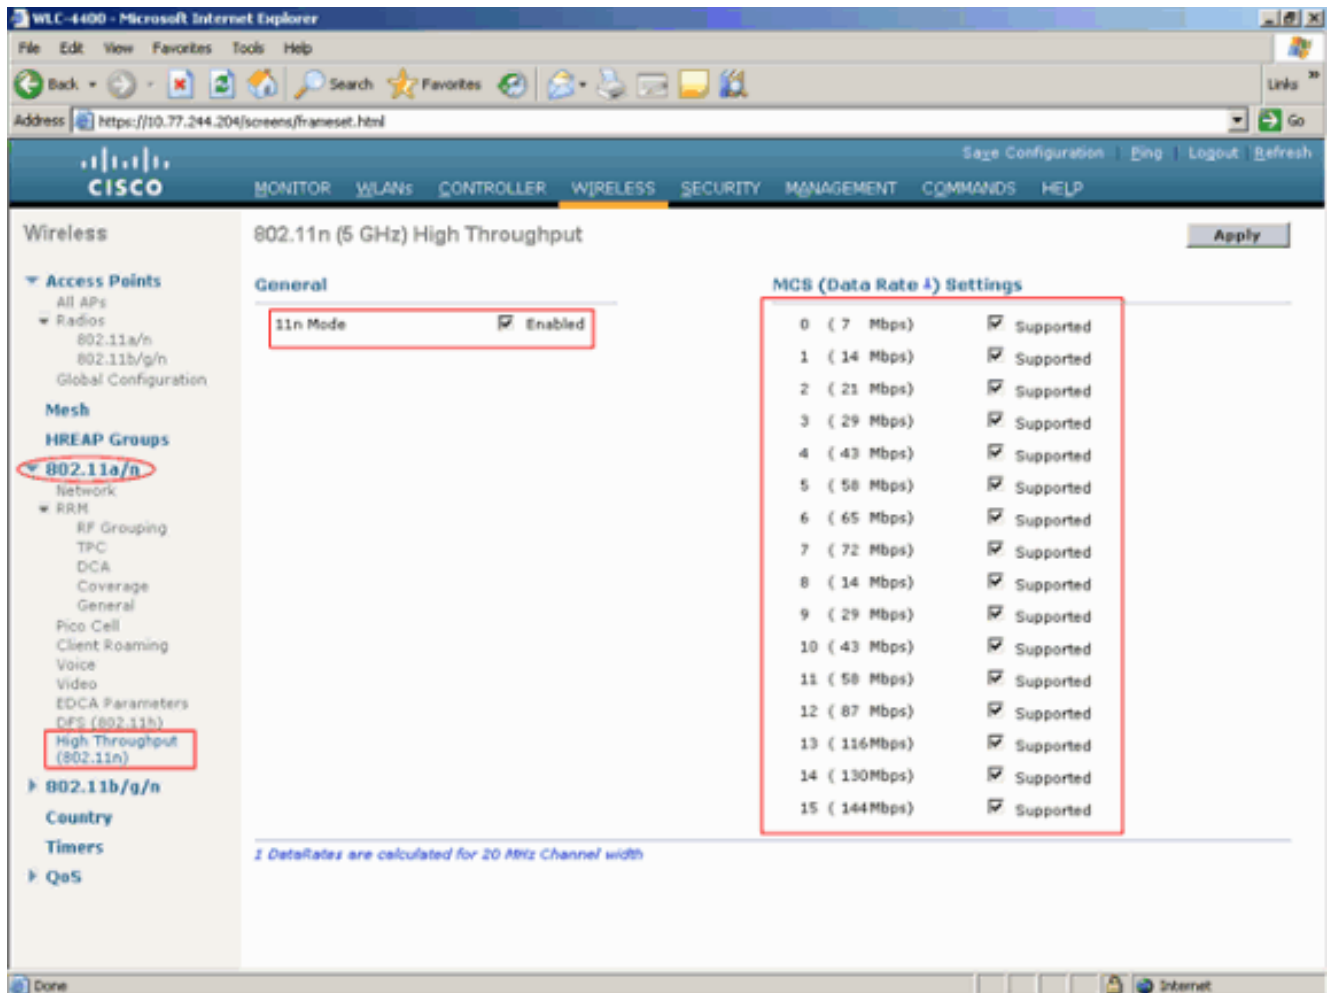 WLC-4400 - Microsoft Internet Explorer
File Edit View Favorites Tools Help
Back Search Favorites Links
Address https://10.77.244.204/screens/frameset.html Go
Save Configuration Ping Logout Refresh
CISCO MONITOR WLANs CONTROLLER WIRELESS SECURITY MANAGEMENT COMMANDS HELP
Wireless
Access Points
All APs
Radios
802.11a/n
802.11b/g/n
Global Configuration
Mesh
HREAP Groups
802.11a/n
Network
RRM
RF Grouping
TPC
DCA
Coverage
General
Pico Cell
Client Roaming
Voice
Video
EDCA Parameters
DFS (802.11h)
High Throughput
(802.11n)
802.11b/g/n
Country
Timers
QoS
802.11n (5 GHz) High Throughput
Apply
General
11n Mode Enabled
MCS (Data Rate 1) Settings
0 ( 7 Mbps) Supported
1 ( 14 Mbps) Supported
2 ( 21 Mbps) Supported
3 ( 29 Mbps) Supported
4 ( 43 Mbps) Supported
5 ( 58 Mbps) Supported
6 ( 65 Mbps) Supported
7 ( 72 Mbps) Supported
8 ( 14 Mbps) Supported
9 ( 29 Mbps) Supported
10 ( 43 Mbps) Supported
11 ( 58 Mbps) Supported
12 ( 87 Mbps) Supported
13 ( 116Mbps) Supported
14 ( 130Mbps) Supported
15 ( 144Mbps) Supported
1 DataRates are calculated for 20 MHz Channel width
Done Internet